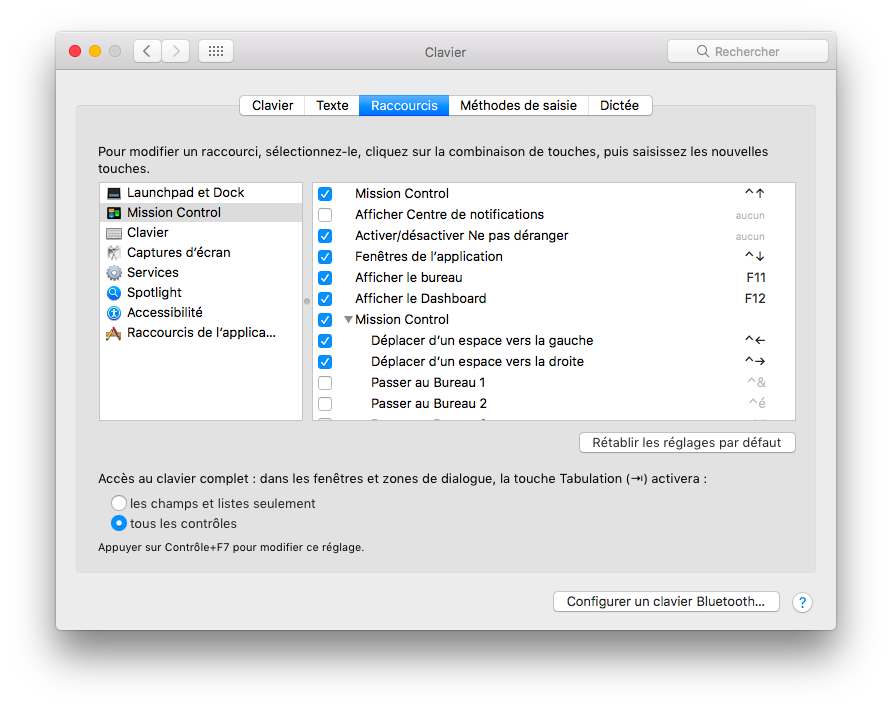 Clavier
Rechercher
Clavier
Texte
Raccourcis
Méthodes de saisie
Dictée
Pour modifier un raccourci, sélectionnez-le, cliquez sur la combinaison de touches, puis saisissez les nouvelles
touches.
Launchpad et Dock
Mission Control
Clavier
Captures d’écran
Services
Spotlight
Accessibilité
Raccourcis de l’applica...
Mission Control ^↑
Afficher Centre de notifications aucun
Activer/désactiver Ne pas déranger aucun
Fenêtres de l’application ^↓
Afficher le bureau F11
Afficher le Dashboard F12
Mission Control
Déplacer d’un espace vers la gauche ^←
Déplacer d’un espace vers la droite ^→
Passer au Bureau 1 ^&
Passer au Bureau 2 ^é
Rétablir les réglages par défaut
Accès au clavier complet : dans les fenêtres et zones de dialogue, la touche Tabulation (⇥) activera :
les champs et listes seulement
tous les contrôles
Appuyer sur Contrôle+F7 pour modifier ce réglage.
Configurer un clavier Bluetooth...
?